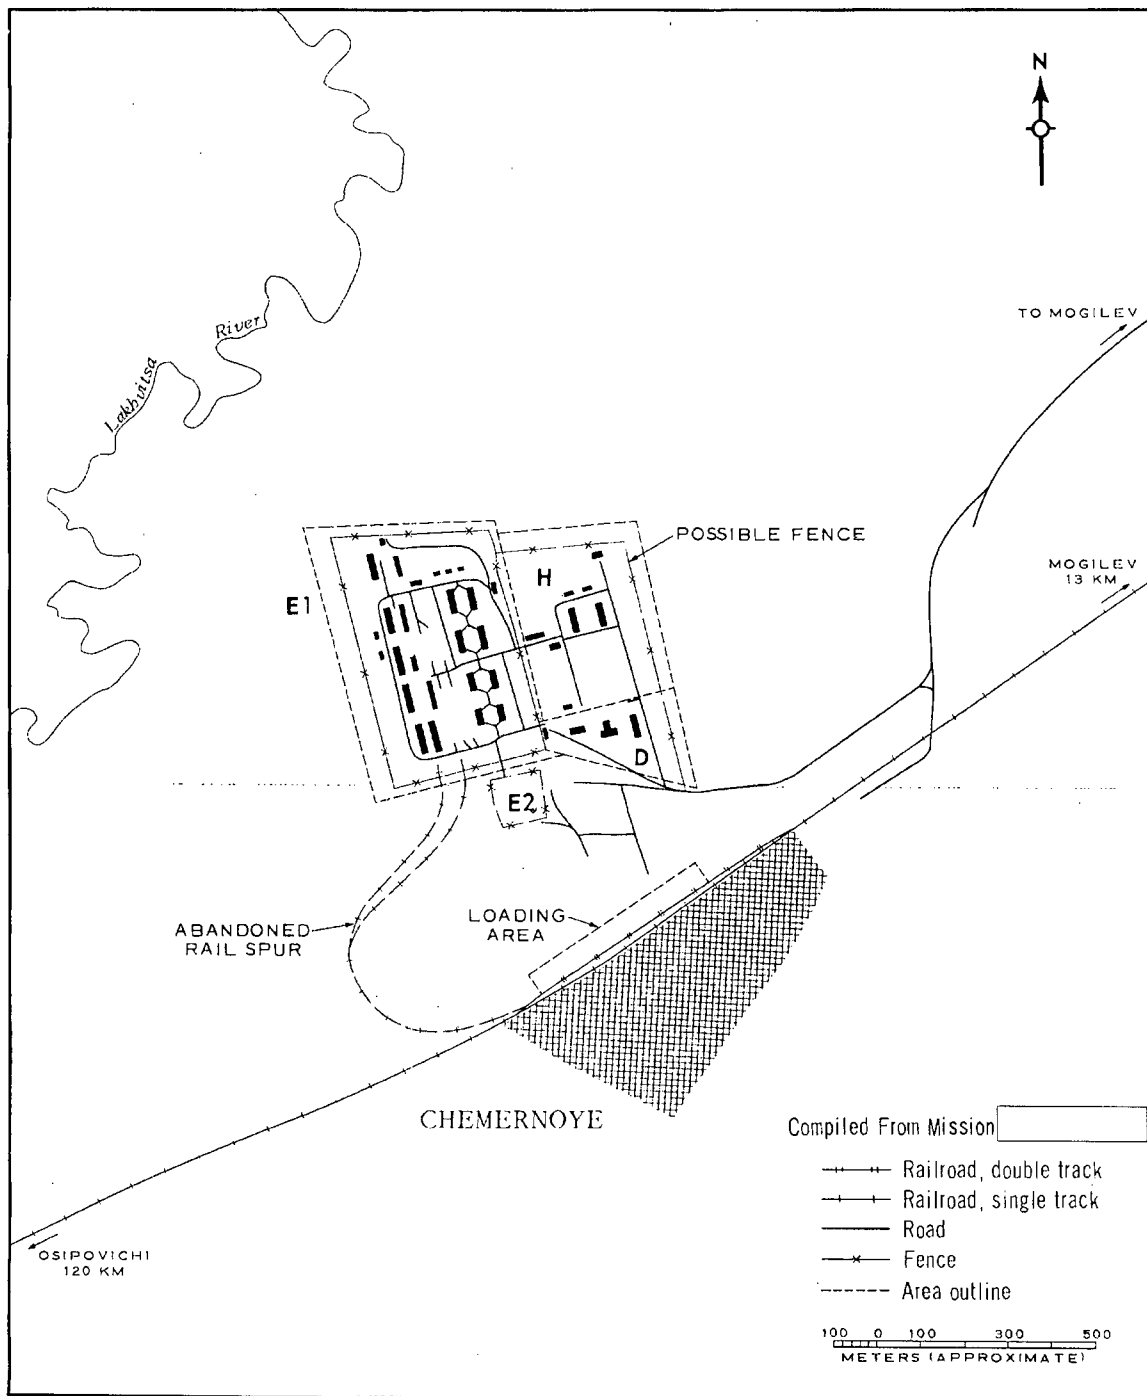 N
TO MOGILEV
River
Lakhvitsa
POSSIBLE FENCE
MOGILEV
13 KM
H
E1
D
E2
ABANDONED
RAIL SPUR
LOADING
AREA
CHEMERNOYE
Compiled From Mission
Railroad, double track
Railroad, single track
Road
Fence
Area outline
OSIPOVICHI
120 KM
100 0 100 300 500
METERS (APPROXIMATE)